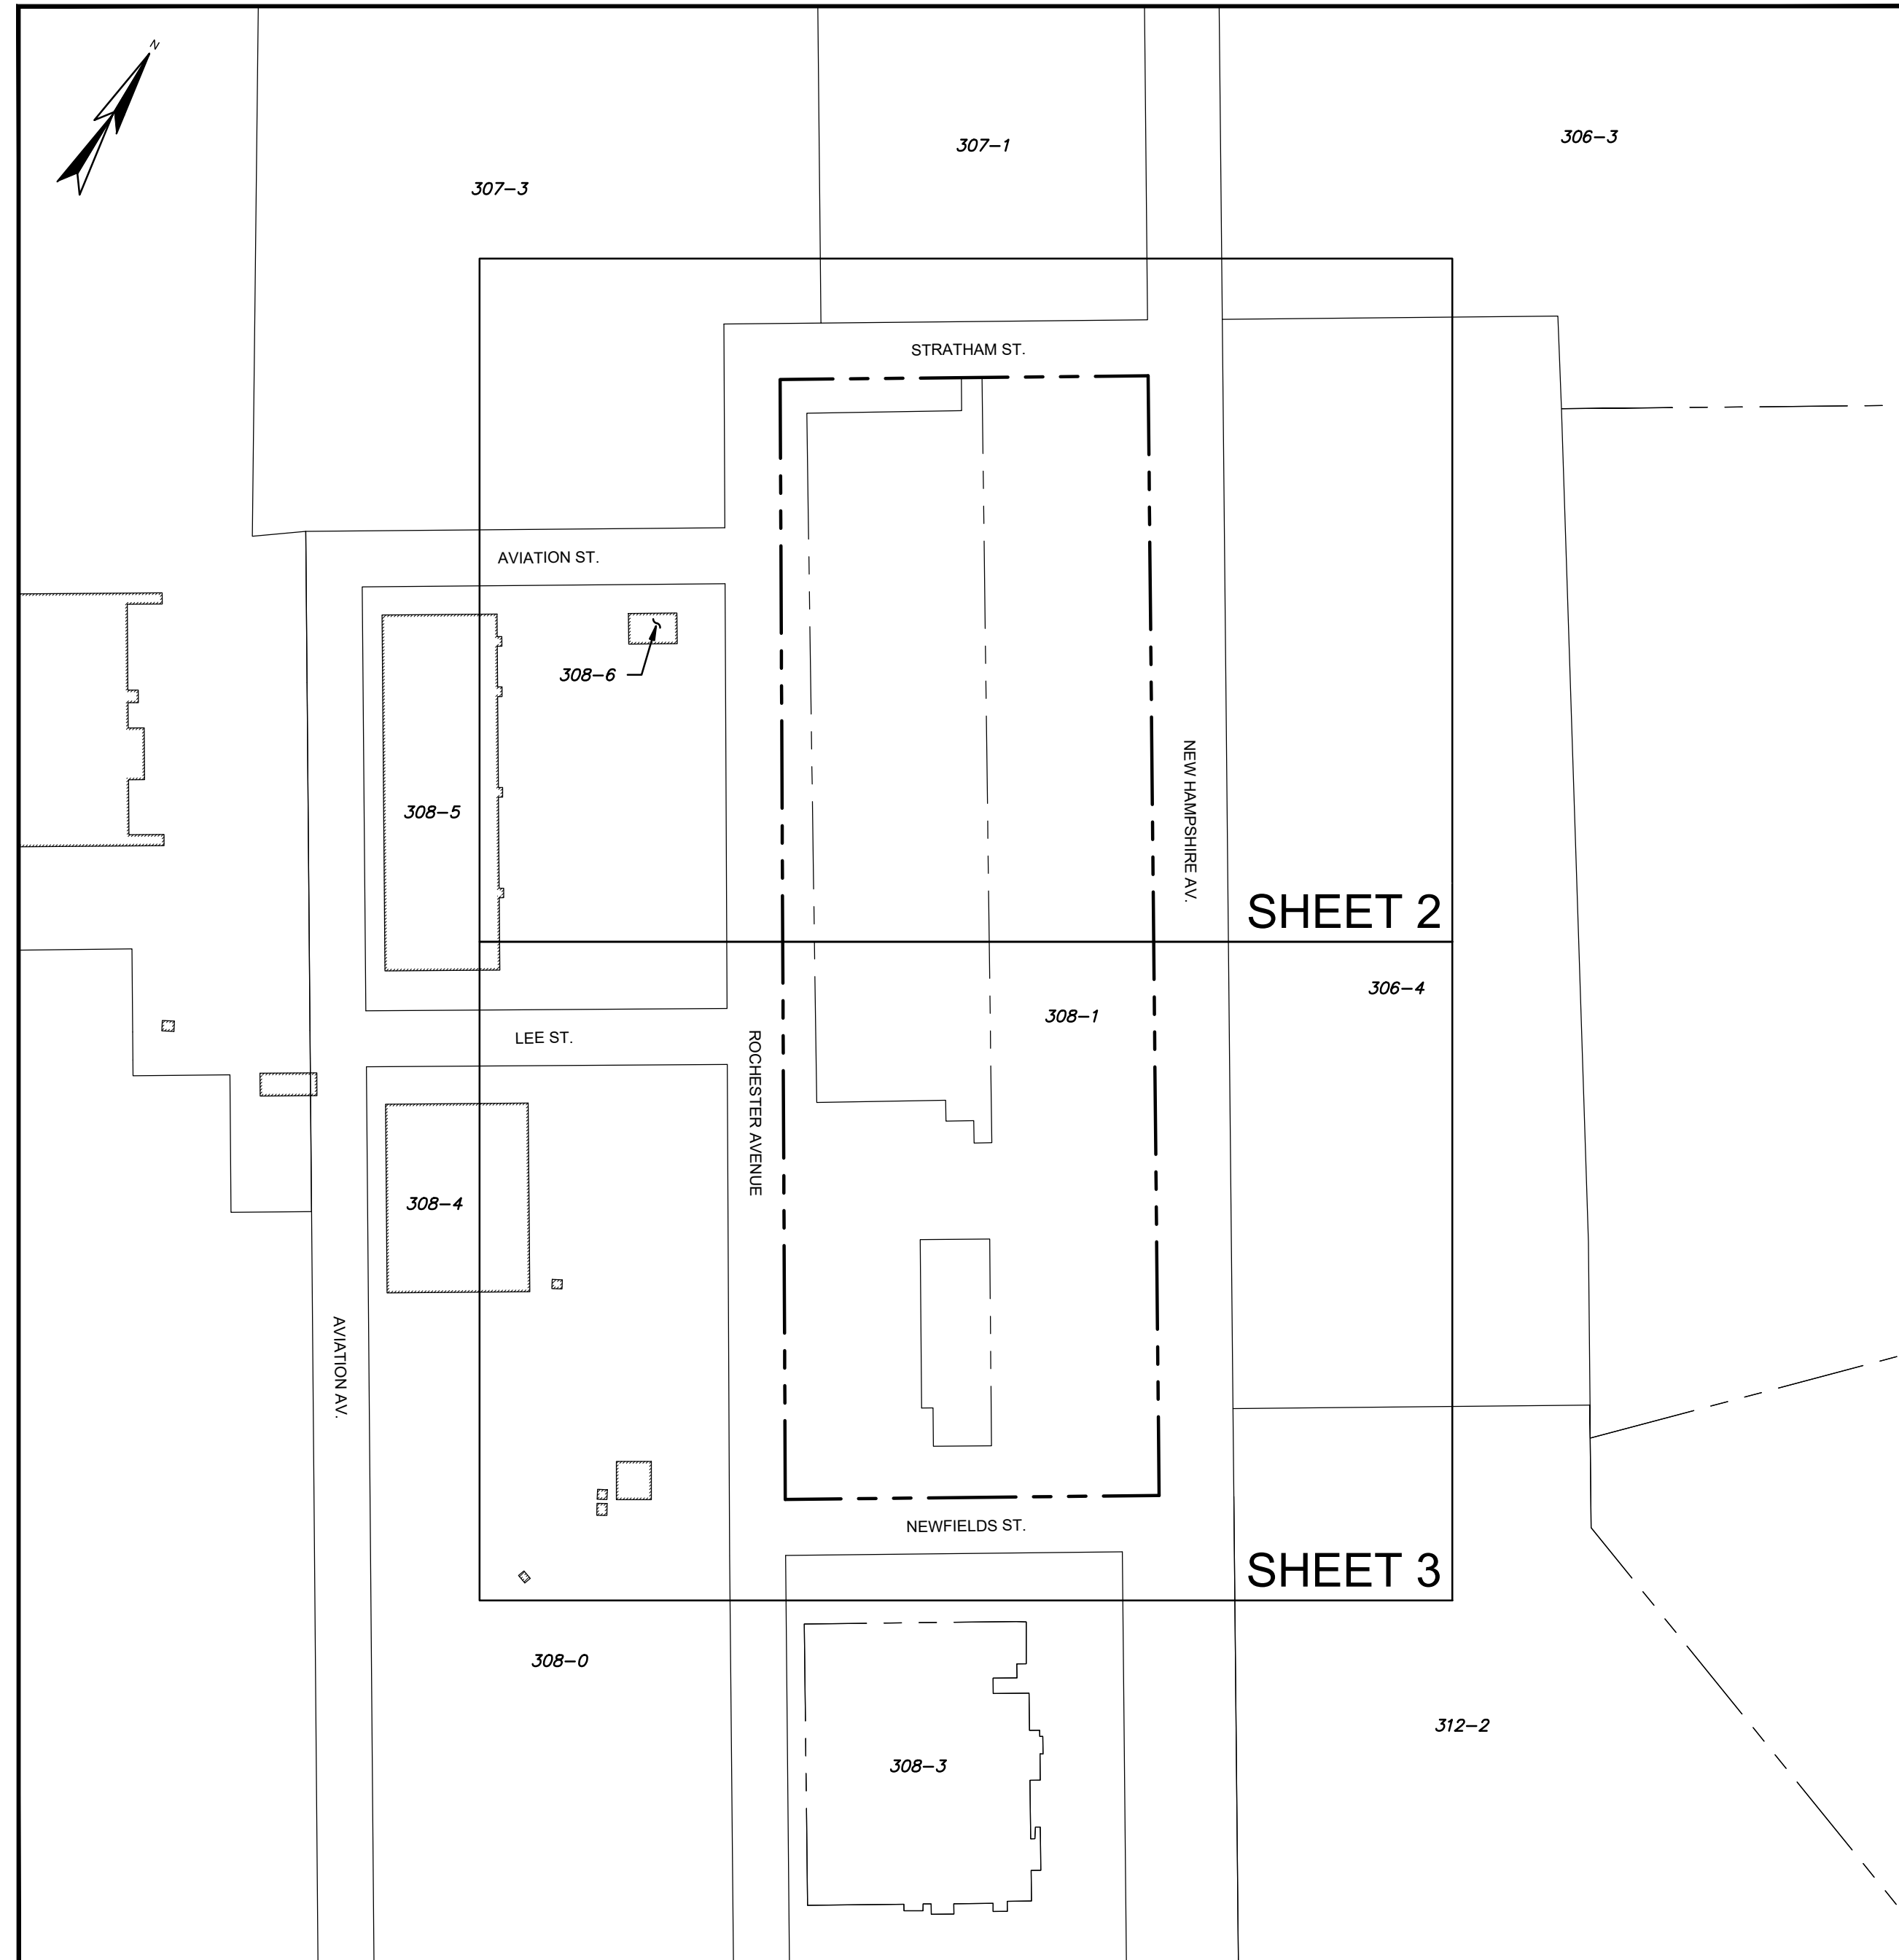 N
306-3
307-1
307-3
STRATHAM ST.
AVIATION ST.
308-6
NEW HAMPSHIRE AV.
308-5
SHEET 2
306-4
308-1
LEE ST.
ROCHESTER AVENUE
308-4
AVIATION AV.
NEWFIELDS ST.
SHEET 3
308-0
312-2
308-3